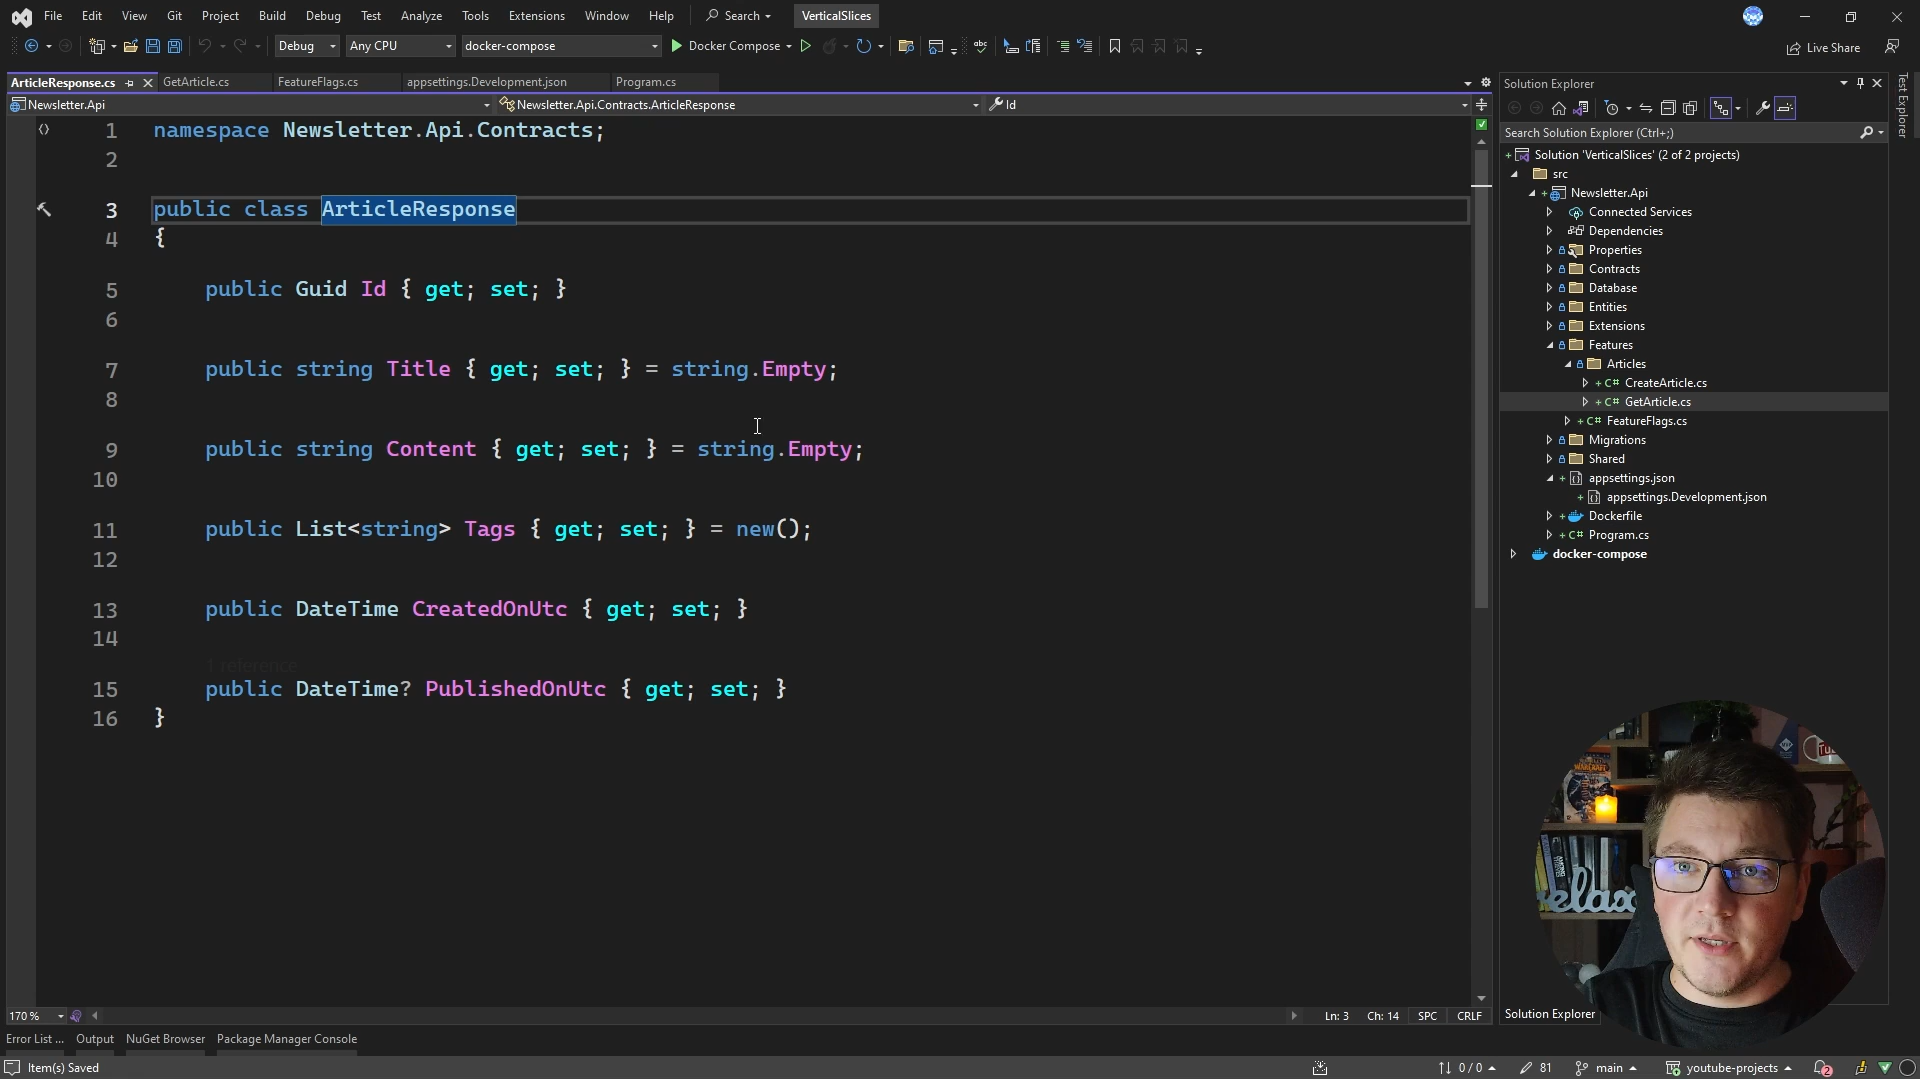 File Edit View Git Project Build Debug Test Analyze Tools Extensions Window Help Search VerticalSlices
Debug Any CPU docker-compose Docker Compose Live Share
ArticleResponse.cs GetArticle.cs FeatureFlags.cs appsettings.Development.json Program.cs
Newsletter.Api Newsletter.Api.Contracts.ArticleResponse Id
1 namespace Newsletter.Api.Contracts;
2
3 public class ArticleResponse
4 {
5 public Guid Id { get; set; }
6
7 public string Title { get; set; } = string.Empty;
8
9 public string Content { get; set; } = string.Empty;
10
11 public List<string> Tags { get; set; } = new();
12
13 public DateTime CreatedOnUtc { get; set; }
14
1 reference
15 public DateTime? PublishedOnUtc { get; set; }
16 }
170 % Ln: 3 Ch: 14 SPC CRLF
Error List ... Output NuGet Browser Package Manager Console
Item(s) Saved 0 / 0 81 main youtube-projects 2
Solution Explorer
Search Solution Explorer (Ctrl+;)
Solution 'VerticalSlices' (2 of 2 projects)
src
Newsletter.Api
Connected Services
Dependencies
Properties
Contracts
Database
Entities
Extensions
Features
Articles
C# CreateArticle.cs
C# GetArticle.cs
C# FeatureFlags.cs
Migrations
Shared
appsettings.json
appsettings.Development.json
Dockerfile
C# Program.cs
docker-compose
Solution Explorer
Test Explorer
relax